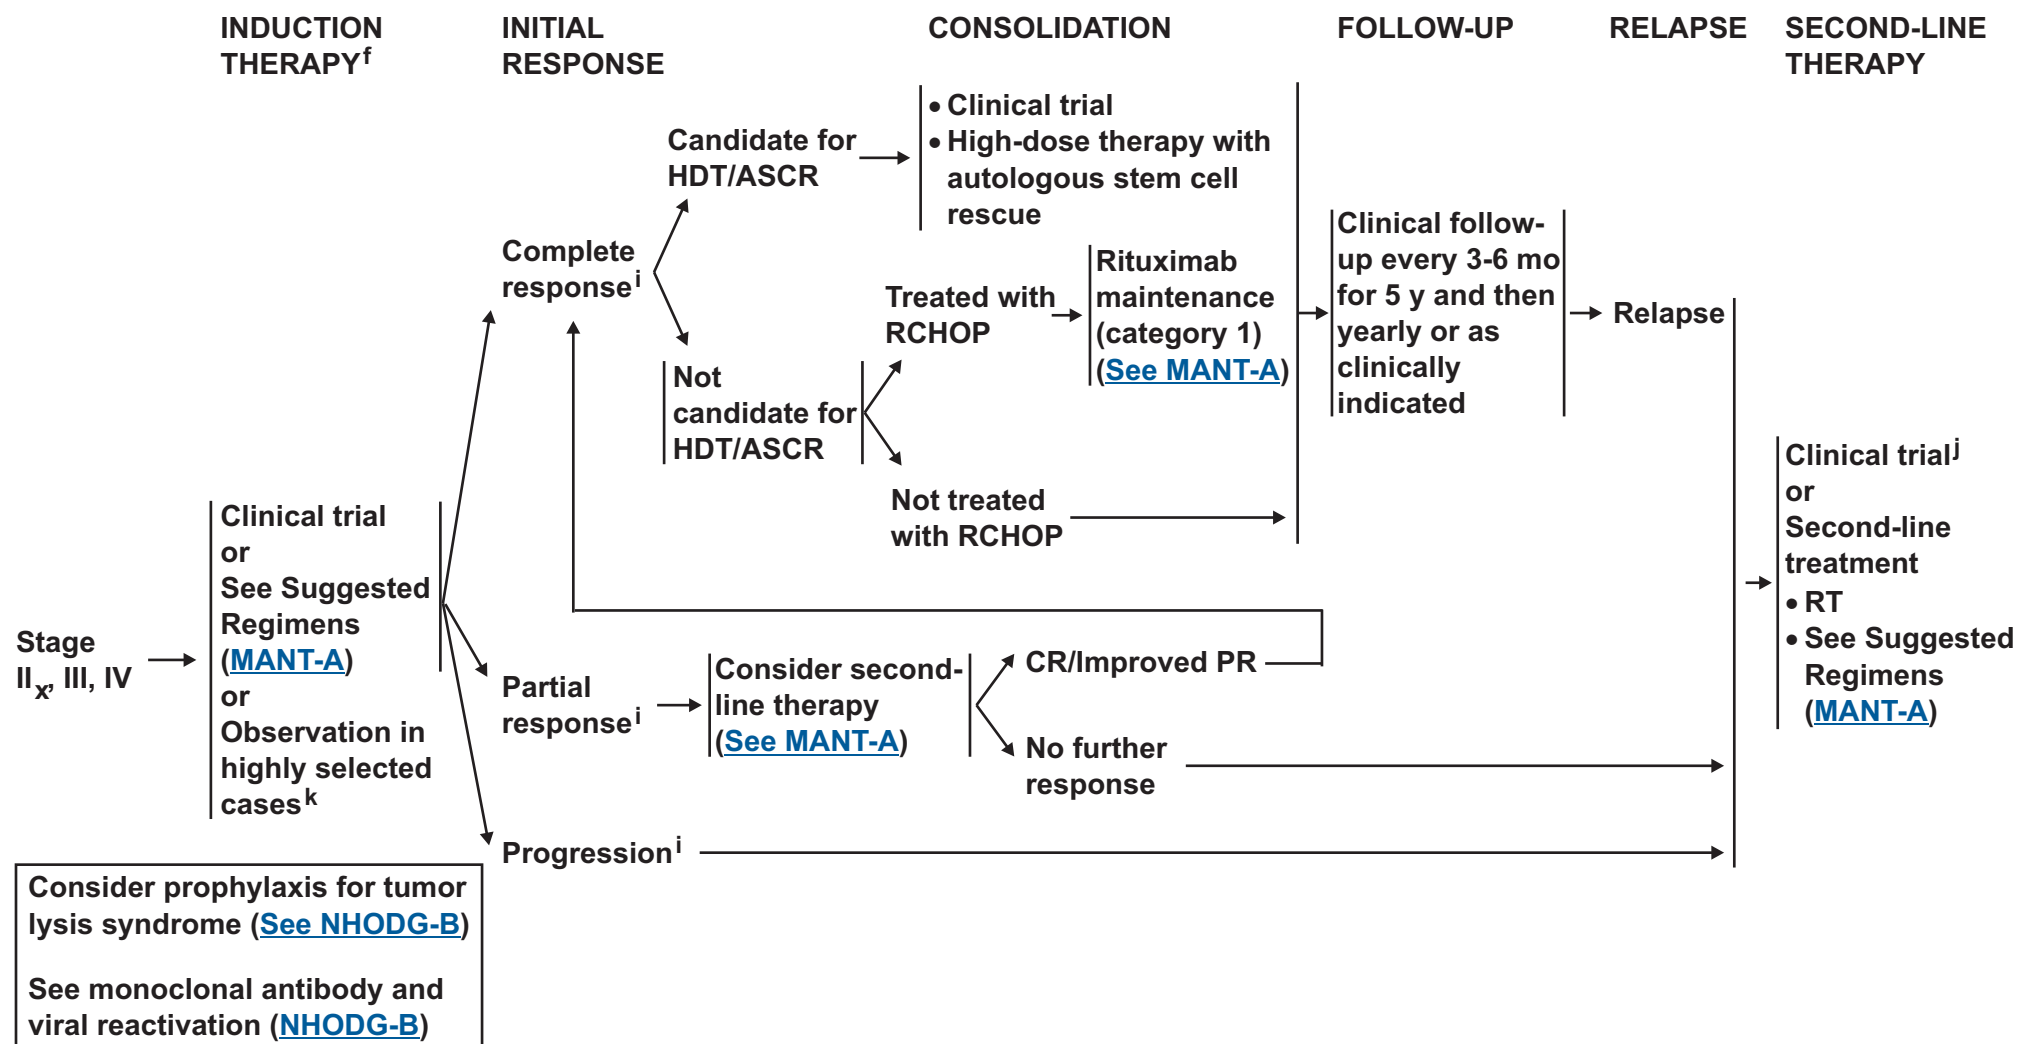 INDUCTION
THERAPYf
INITIAL
RESPONSE
CONSOLIDATION
FOLLOW-UP
RELAPSE
SECOND-LINE
THERAPY
Stage
IIx, III, IV
Clinical trial
or
See Suggested
Regimens
(MANT-A)
or
Observation in
highly selected
casesk
Complete
responsei
Candidate for
HDT/ASCR
• Clinical trial
• High-dose therapy with
autologous stem cell
rescue
Not
candidate for
HDT/ASCR
Treated with
RCHOP
Rituximab
maintenance
(category 1)
(See MANT-A)
Not treated
with RCHOP
Clinical follow-
up every 3-6 mo
for 5 y and then
yearly or as
clinically
indicated
Relapse
Partial
responsei
Consider second-
line therapy
(See MANT-A)
CR/Improved PR
No further
response
Progressioni
Clinical trialj
or
Second-line
treatment
• RT
• See Suggested
Regimens
(MANT-A)
Consider prophylaxis for tumor
lysis syndrome (See NHODG-B)
See monoclonal antibody and
viral reactivation (NHODG-B)